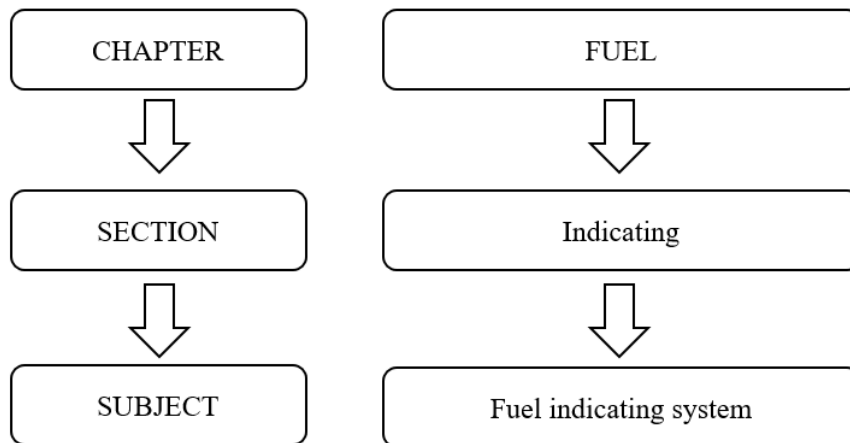 CHAPTER
FUEL
SECTION
Indicating
SUBJECT
Fuel indicating system